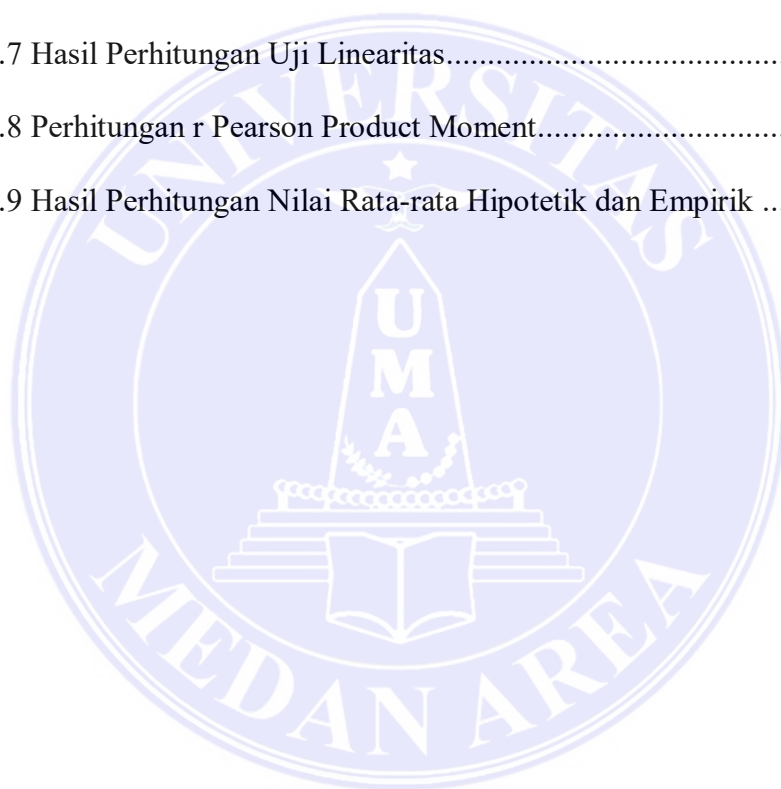 .7 Hasil Perhitungan Uji Linearitas....................................
.8 Perhitungan r Pearson Product Moment..........................
.9 Hasil Perhitungan Nilai Rata-rata Hipotetik dan Empirik ..
UNIVERSITAS
UMA
MEDAN AREA